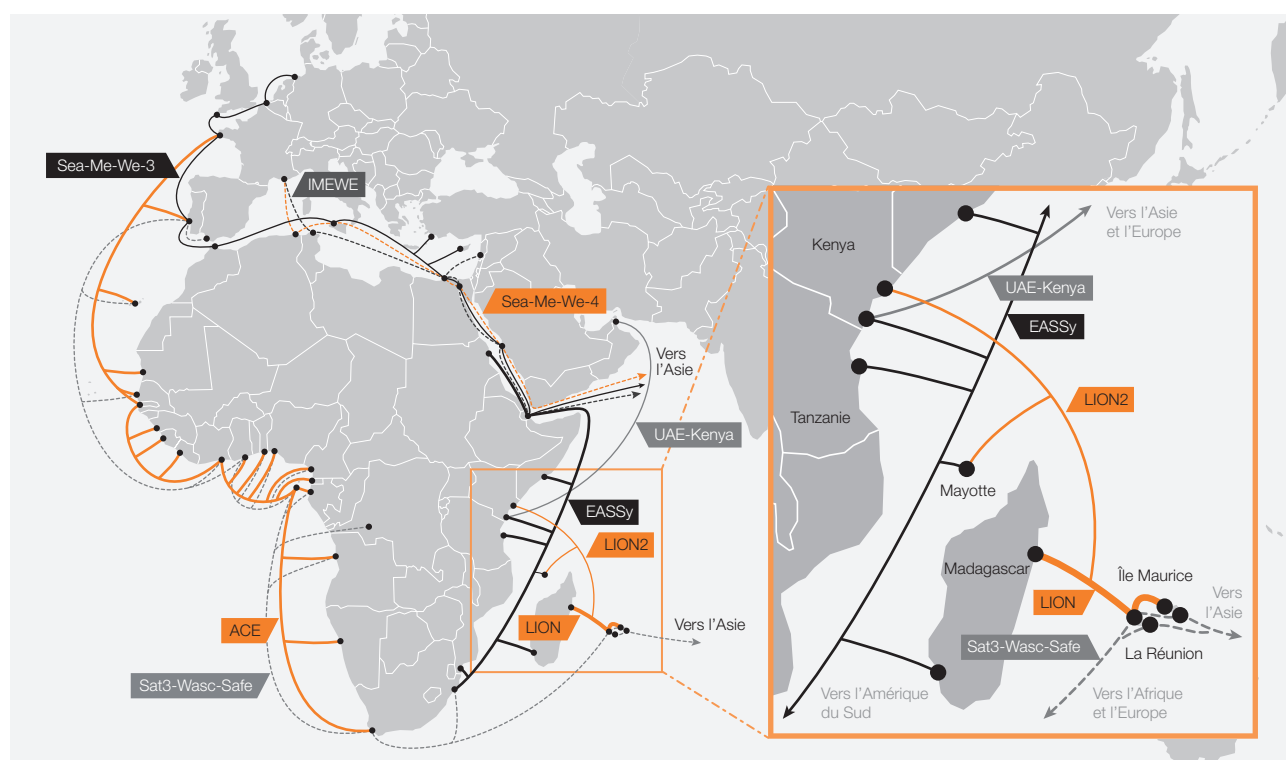 Sea-Me-We-3
IMEWE
Sea-Me-We-4
Vers
l'Asie
UAE-Kenya
EASSy
LION2
LION
Vers l'Asie
ACE
Sat3-Wasc-Safe
Vers l'Asie
et l'Europe
Kenya
UAE-Kenya
EASSy
LION2
Tanzanie
Mayotte
Madagascar
Île Maurice
LION
Vers
l'Asie
Sat3-Wasc-Safe
La Réunion
Vers l'Amérique
du Sud
Vers l'Afrique
et l'Europe